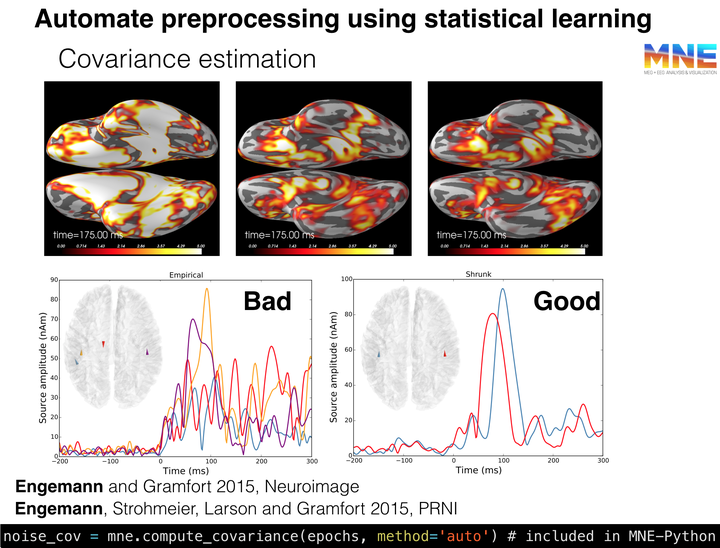 Automate preprocessing using statistical learning
Covariance estimation
MNE
MEG + EEG ANALYSIS & VISUALIZATION
time=175.00 ms
0.00 0.714 1.43 2.14 2.86 3.57 4.29 5.00
time=175.00 ms
0.00 0.714 1.43 2.14 2.86 3.57 4.29 5.00
time=175.00 ms
0.00 0.714 1.43 2.14 2.86 3.57 4.29 5.00
Empirical
Bad
Source amplitude (nAm)
90
80
70
60
50
40
30
20
10
0
-200 -100 0 100 200 300
Time (ms)
Shrunk
Good
Source amplitude (nAm)
100
80
60
40
20
0
-200 -100 0 100 200 300
Time (ms)
Engemann and Gramfort 2015, Neuroimage
Engemann, Strohmeier, Larson and Gramfort 2015, PRNI
noise_cov = mne.compute_covariance(epochs, method='auto') # included in MNE-Python